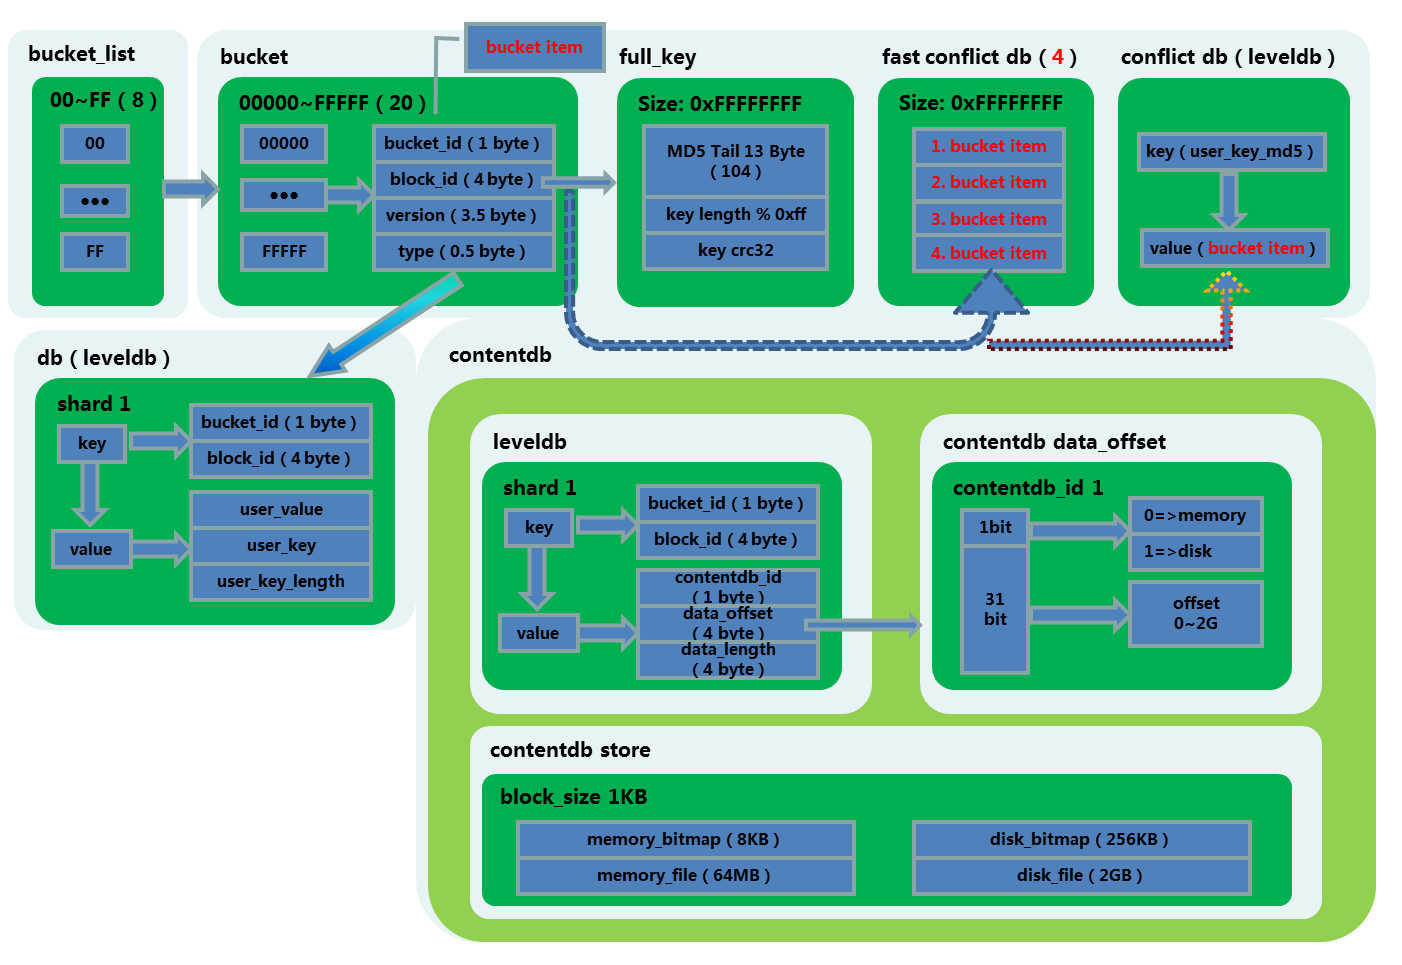 bucket_list
00~FF ( 8 )
00
•••
FF
bucket
bucket item
00000~FFFFF ( 20 )
00000
•••
FFFFF
bucket_id ( 1 byte )
block_id ( 4 byte )
version ( 3.5 byte )
type ( 0.5 byte )
full_key
Size: 0xFFFFFFFF
MD5 Tail 13 Byte
( 104 )
key length % 0xff
key crc32
fast conflict db ( 4 )
Size: 0xFFFFFFFF
1. bucket item
2. bucket item
3. bucket item
4. bucket item
conflict db ( leveldb )
key ( user_key_md5 )
value ( bucket item )
db ( leveldb )
shard 1
key
value
bucket_id ( 1 byte )
block_id ( 4 byte )
user_value
user_key
user_key_length
contentdb
leveldb
shard 1
key
value
bucket_id ( 1 byte )
block_id ( 4 byte )
contentdb_id
( 1 byte )
data_offset
( 4 byte )
data_length
( 4 byte )
contentdb data_offset
contentdb_id 1
1bit
31
bit
0=>memory
1=>disk
offset
0~2G
contentdb store
block_size 1KB
memory_bitmap ( 8KB )
memory_file ( 64MB )
disk_bitmap ( 256KB )
disk_file ( 2GB )